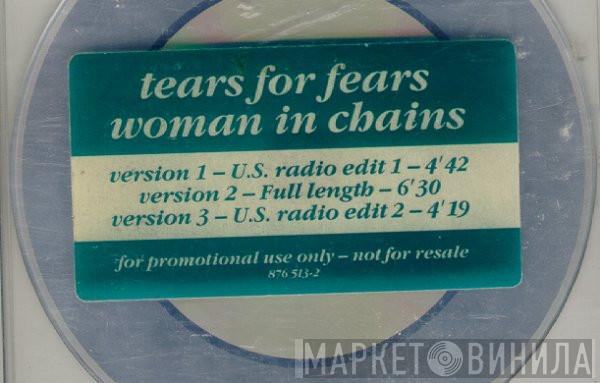 tears for fears
woman in chains
version 1 – U.S. radio edit 1 – 4'42
version 2 – Full length – 6'30
version 3 – U.S. radio edit 2 – 4'19
for promotional use only – not for resale
876 513-2
МАРКЕТ ВИНИЛА